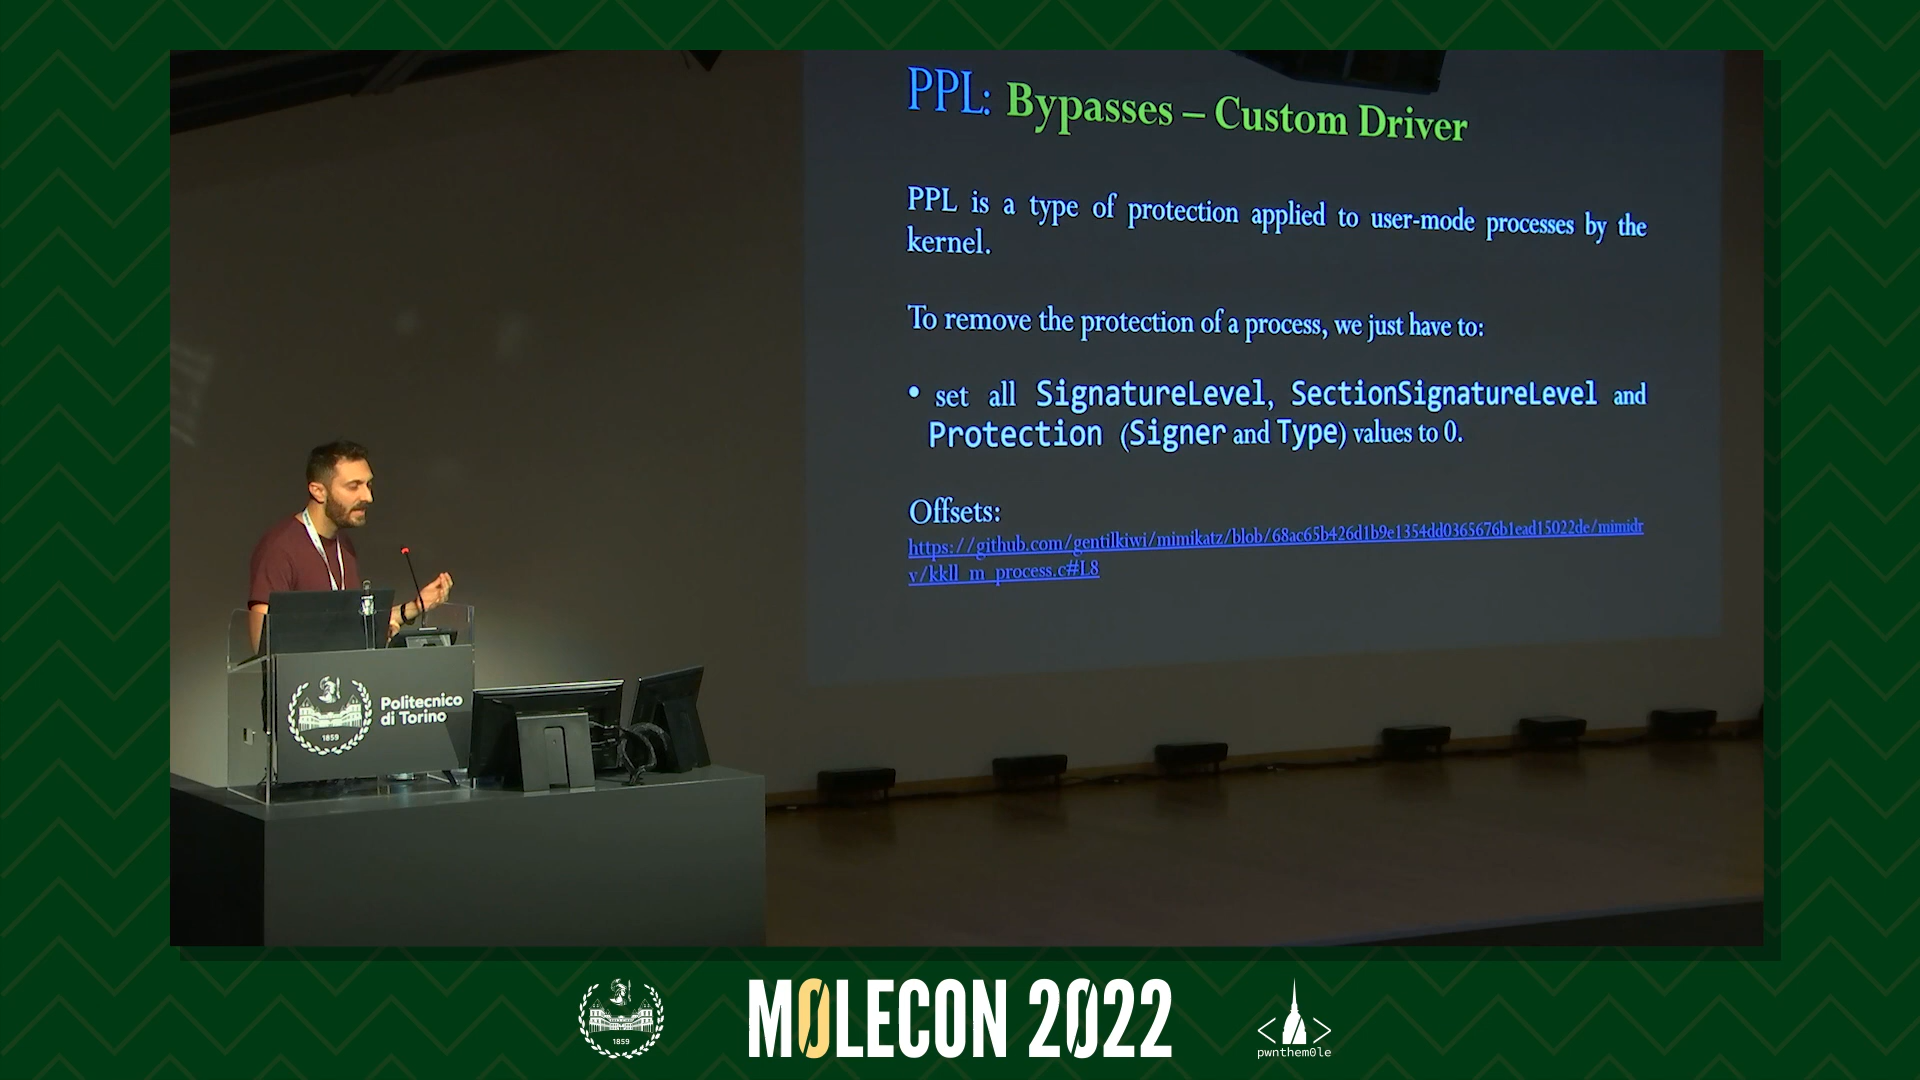 PPL: Bypasses – Custom Driver
PPL is a type of protection applied to user-mode processes by the
kernel.
To remove the protection of a process, we just have to:
• set all SignatureLevel, SectionSignatureLevel and
Protection (Signer and Type) values to 0.
Offsets:
https://github.com/gentilkiwi/mimikatz/blob/68ac65b426d1b9e1354dd0365676b1ead15022de/mimidr
v/kkll_m_process.c#L8
Politecnico
di Torino
1859
1859
MOLECON 2022
pwnthem0le